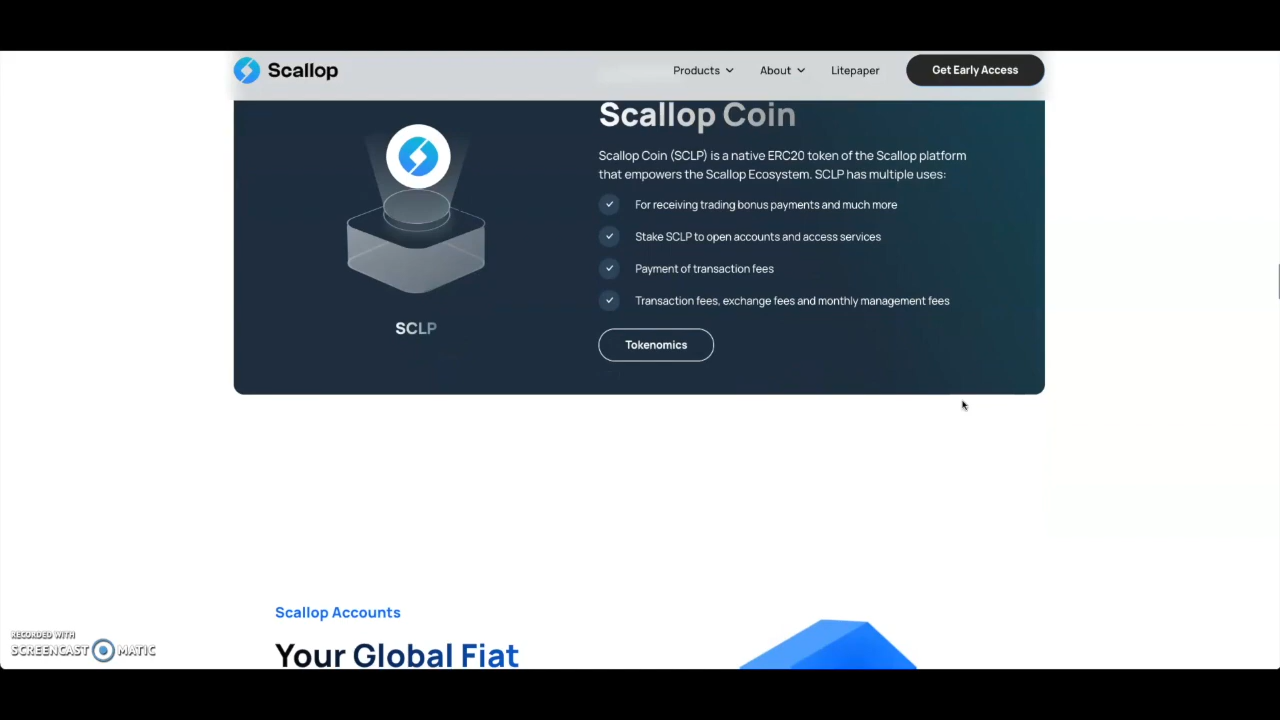 Scallop
Products
About
Litepaper
Get Early Access
Scallop Coin
Scallop Coin (SCLP) is a native ERC20 token of the Scallop platform
that empowers the Scallop Ecosystem. SCLP has multiple uses:
For receiving trading bonus payments and much more
Stake SCLP to open accounts and access services
Payment of transaction fees
Transaction fees, exchange fees and monthly management fees
Tokenomics
SCLP
Scallop Accounts
Your Global Fiat
RECORDED WITH
SCREENCAST MATIC